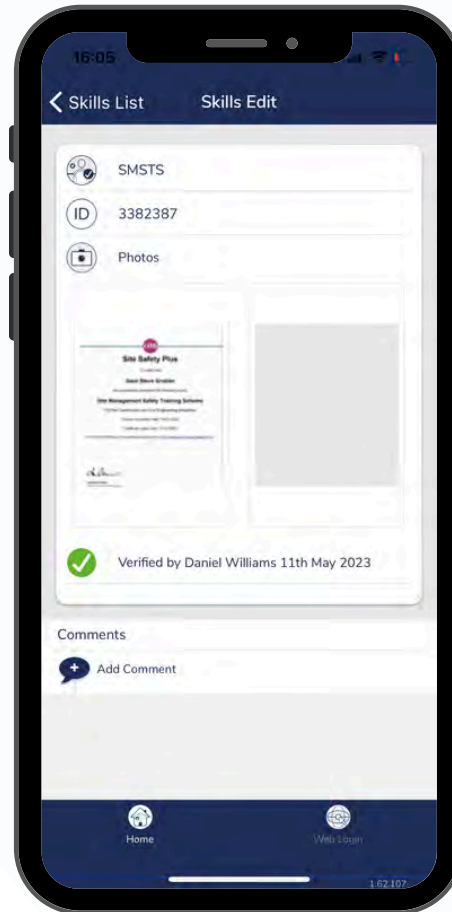 16:05
Skills List
Skills Edit
SMSTS
ID
3382387
Photos
Site Safety Plus
Site Management Safety Training Scheme
Verified by Daniel Williams 11th May 2023
Comments
Add Comment
Home
Web Login
1.62.107